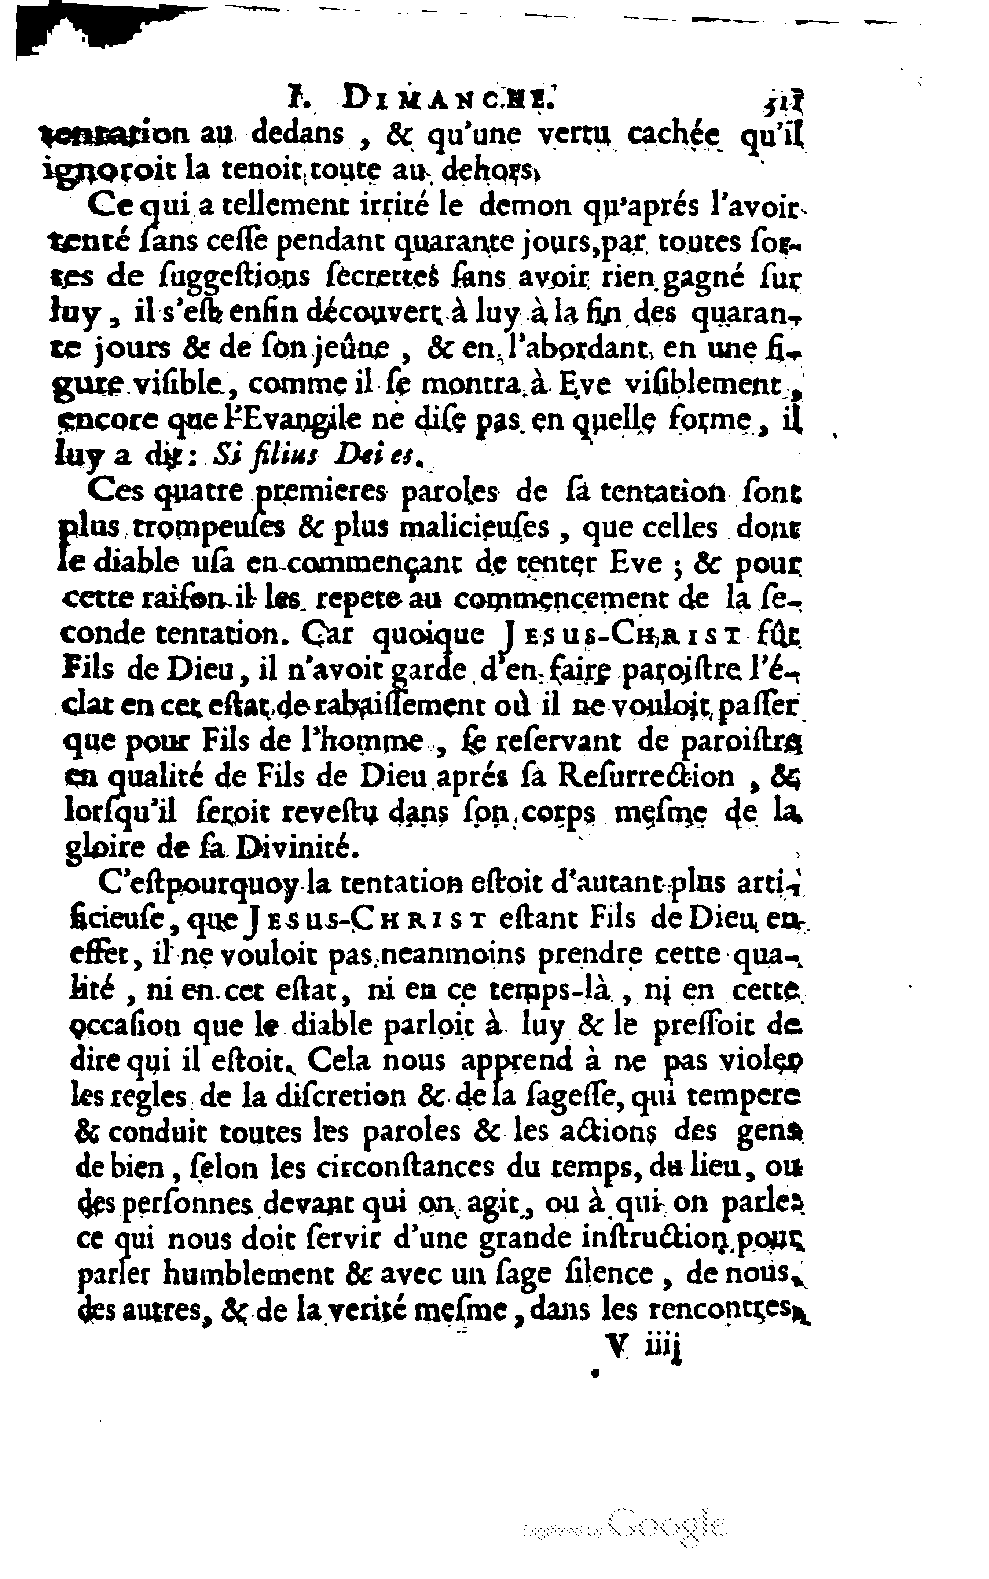 I. DIMANCHE. 311
tentation au dedans, & qu'une vertu cachée qu'il
ignoroit la tenoit toute au dehors,
Ce qui a tellement irrité le demon qu'aprés l'avoir
tenté ſans ceſſe pendant quarante jours, par toutes ſor-
tes de ſuggeſtions ſecrettes ſans avoir rien gagné ſur
luy, il s'eſt enfin découvert à luy à la fin des quaran-
te jours & de ſon jeûne, & en l'abordant en une fi-
gure viſible, comme il ſe montra à Eve viſiblement,
encore que l'Evangile ne diſe pas en quelle forme, il
luy a dit: Si filius Dei es.
Ces quatre premieres paroles de ſa tentation ſont
plus trompeuſes & plus malicieuſes, que celles dont
le diable uſa en commençant de tenter Eve; & pour
cette raiſon il les repete au commencement de la ſe-
conde tentation. Car quoique JESUS-CHRIST fût
Fils de Dieu, il n'avoit garde d'en faire paroiſtre l'é-
clat en cet eſtat de rabaiſſement où il ne vouloit paſſer
que pour Fils de l'homme, ſe reſervant de paroiſtre
en qualité de Fils de Dieu aprés ſa Reſurrection, &
lorſqu'il ſeroit reveſtu dans ſon corps meſme de la
gloire de ſa Divinité.
C'eſtpourquoy la tentation eſtoit d'autant plus arti-
ficieuſe, que JESUS-CHRIST eſtant Fils de Dieu en
effet, il ne vouloit pas neanmoins prendre cette qua-
lité, ni en cet eſtat, ni en ce temps-là, ni en cette
occaſion que le diable parloit à luy & le preſſoit de
dire qui il eſtoit. Cela nous apprend à ne pas violer
les regles de la diſcretion & de la ſageſſe, qui tempere
& conduit toutes les paroles & les actions des gens
de bien, ſelon les circonſtances du temps, du lieu, ou
des perſonnes devant qui on agit, ou à qui on parle:
ce qui nous doit ſervir d'une grande inſtruction pour
parler humblement & avec un ſage ſilence, de nous,
des autres, & de la verité meſme, dans les rencontres,
V iiij
Digitized by Google